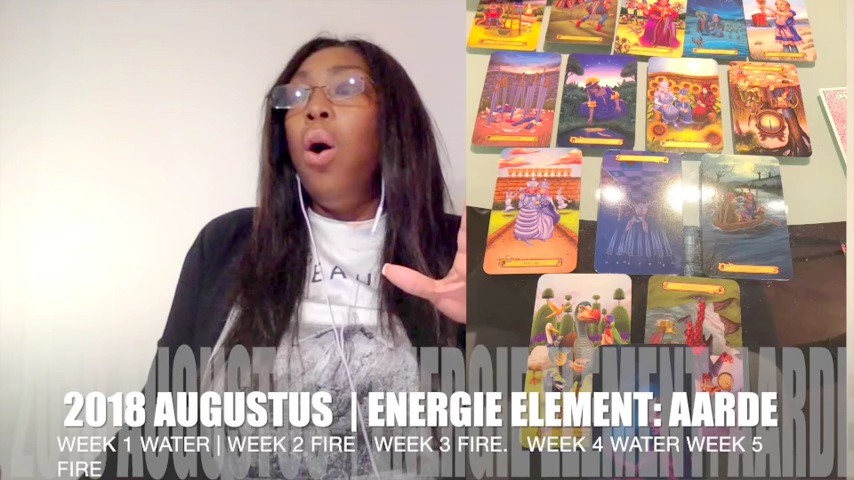 EAU
2018 AUGUSTUS | ENERGIE ELEMENT: AARDE
WEEK 1 WATER | WEEK 2 FIRE WEEK 3 FIRE. WEEK 4 WATER WEEK 5
FIRE